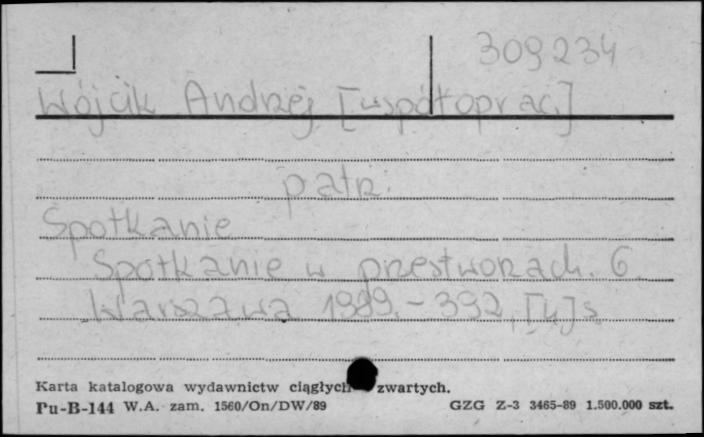 309234
Wójcik Andrzej [współoprac.]
patrz.
Spotkanie
Spotkanie w przestworzach. 6.
Warszawa 1989. - 392, [4] s.
Karta katalogowa wydawnictw ciągłych zwartych.
Pu-B-144 W.A. zam. 1560/On/DW/89 GZG Z-3 3465-89 1.500.000 szt.